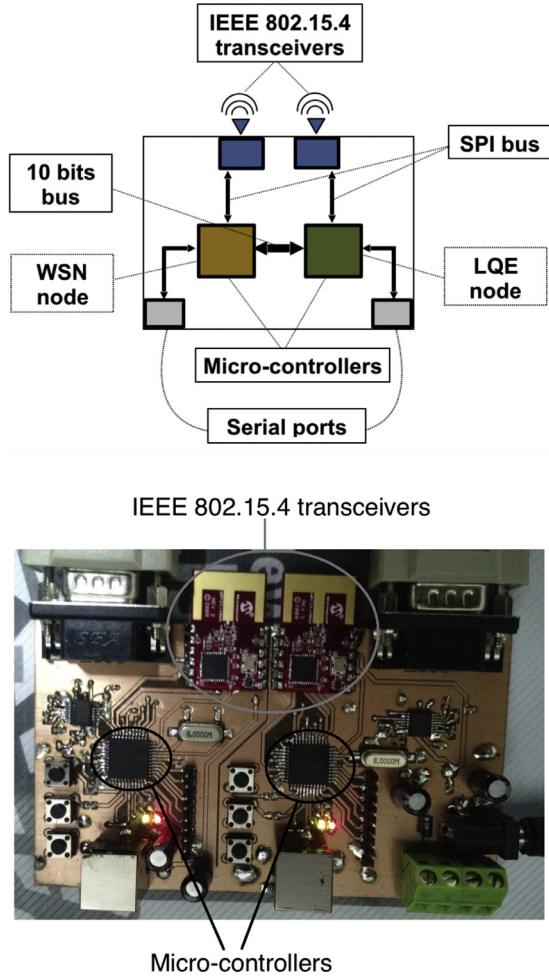 IEEE 802.15.4
transceivers
SPI bus
10 bits
bus
WSN
node
LQE
node
Micro-controllers
Serial ports
IEEE 802.15.4 transceivers
8.0000M
8.0000M
Micro-controllers